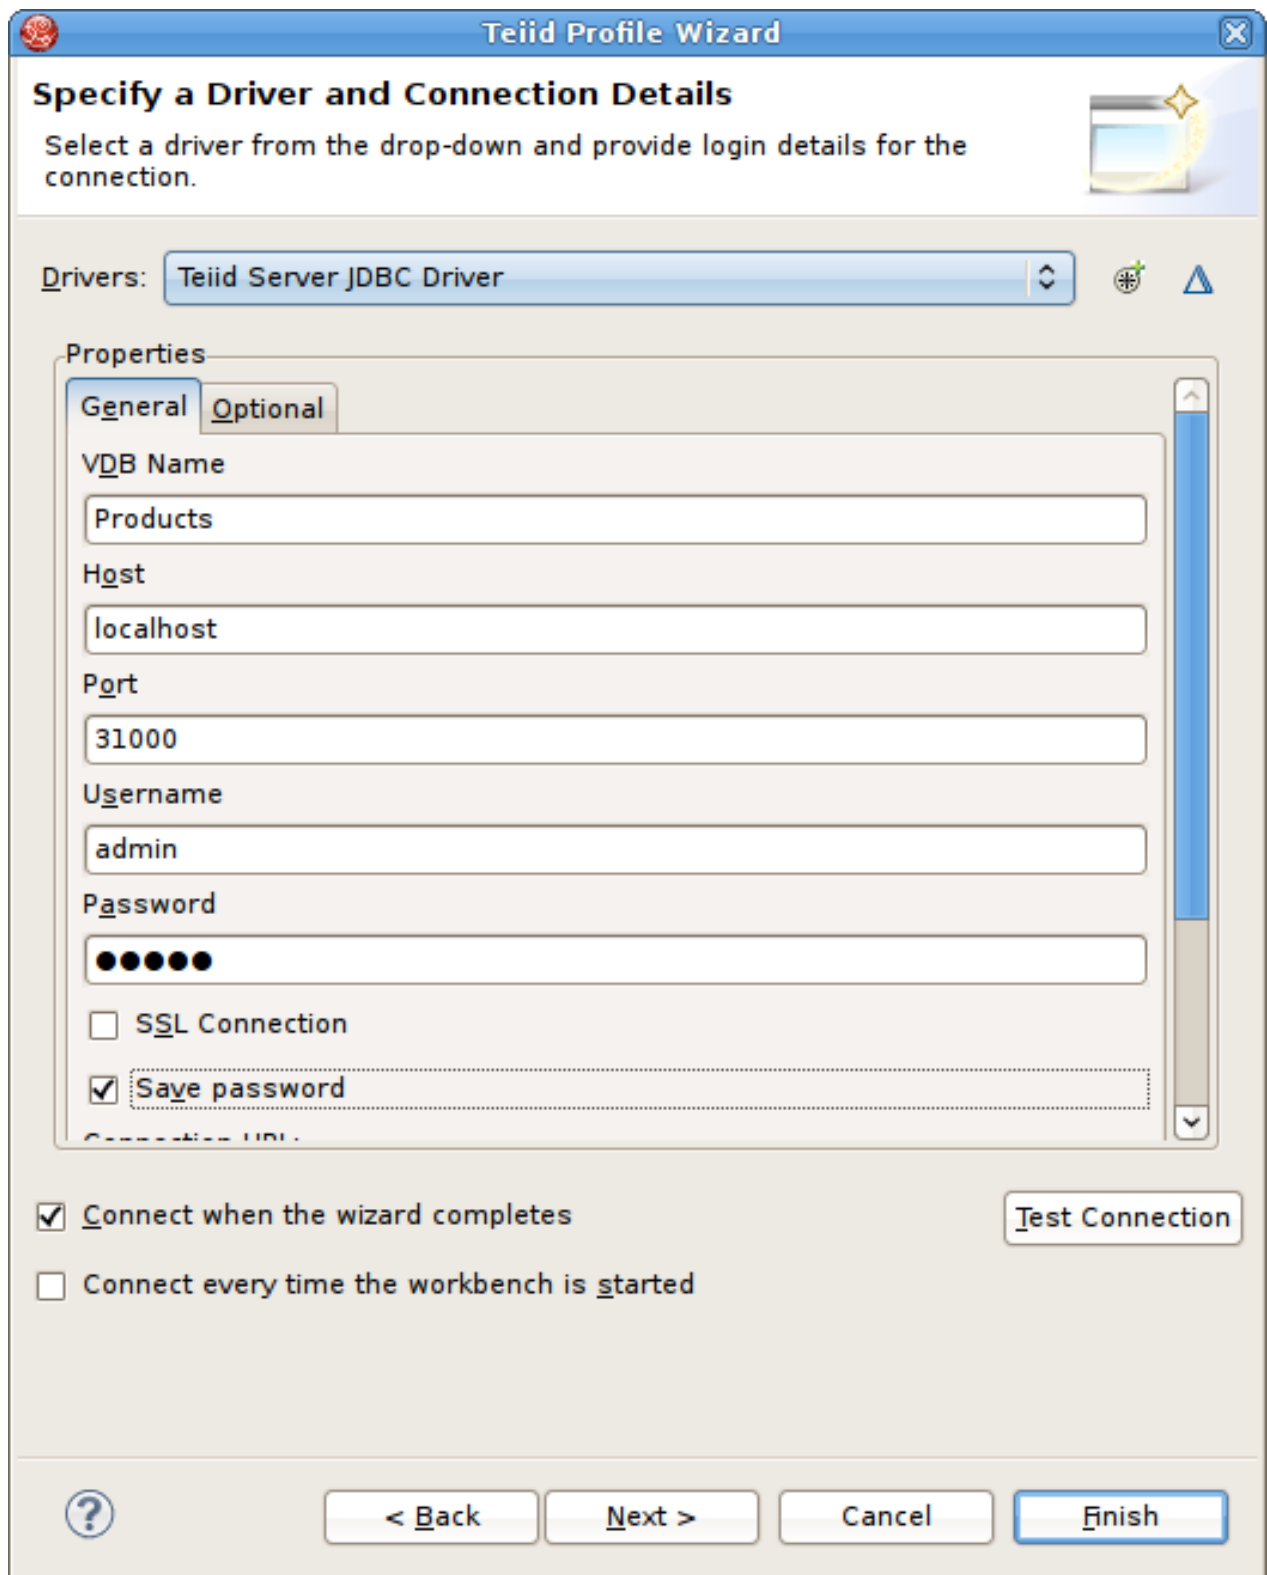 Teiid Profile Wizard
Specify a Driver and Connection Details
Select a driver from the drop-down and provide login details for the
connection.
Drivers: Teiid Server JDBC Driver
Properties
General Optional
VDB Name
Products
Host
localhost
Port
31000
Username
admin
Password
●●●●●
SSL Connection
Save password
Connection URL:
Connect when the wizard completes
Test Connection
Connect every time the workbench is started
< Back Next > Cancel Finish